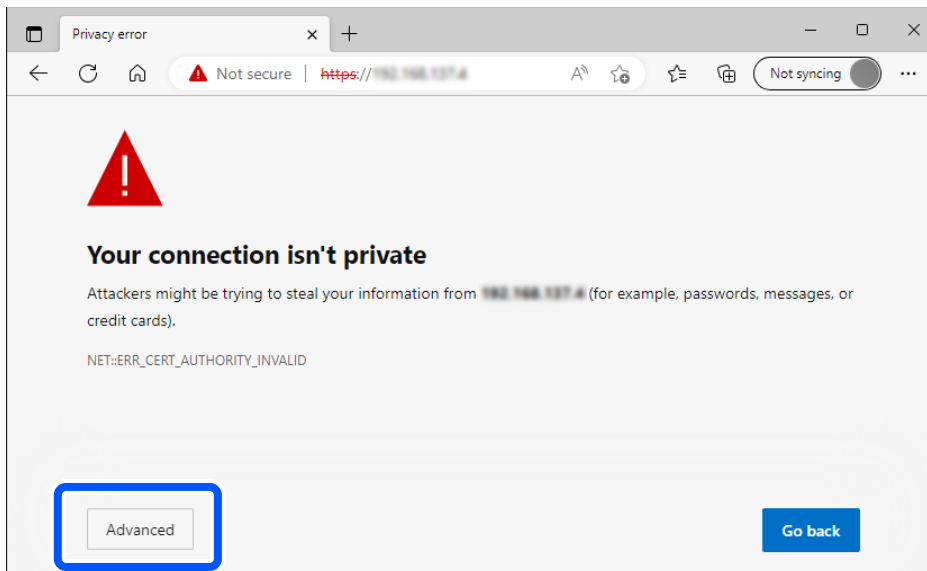 Privacy error
Not secure https://
Not syncing
Your connection isn't private
Attackers might be trying to steal your information from (for example, passwords, messages, or
credit cards).
NET::ERR_CERT_AUTHORITY_INVALID
Advanced
Go back